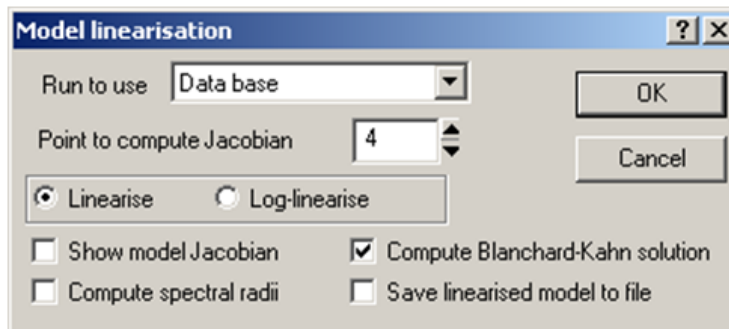 Model linearisation
Run to use Data base
OK
Point to compute Jacobian 4
Cancel
Linearise Log-linearise
Show model Jacobian Compute Blanchard-Kahn solution
Compute spectral radii Save linearised model to file